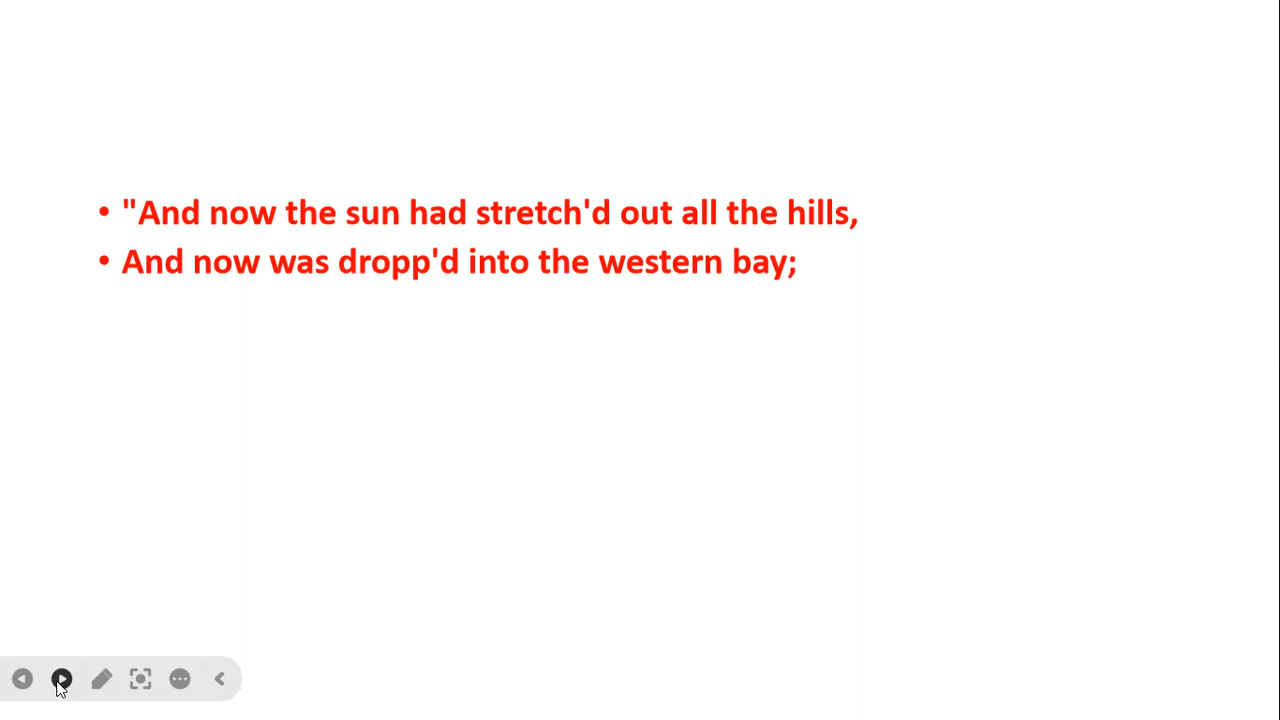 • "And now the sun had stretch'd out all the hills,
• And now was dropp'd into the western bay;